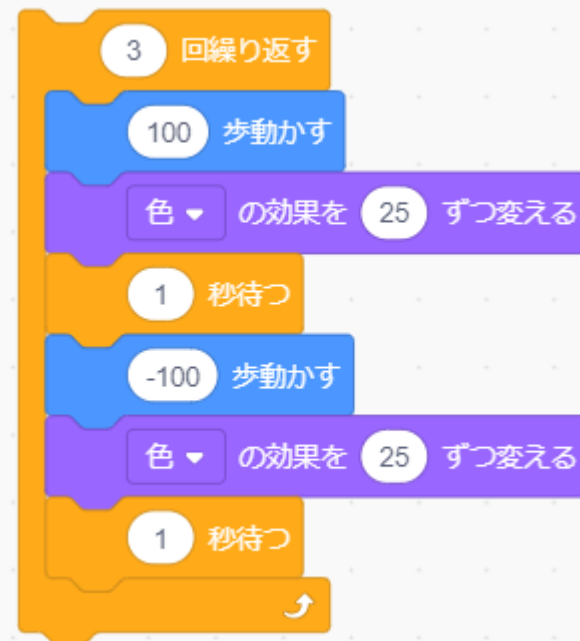 3 回繰り返す
100 歩動かす
色 の効果を 25 ずつ変える
1 秒待つ
-100 歩動かす
色 の効果を 25 ずつ変える
1 秒待つ